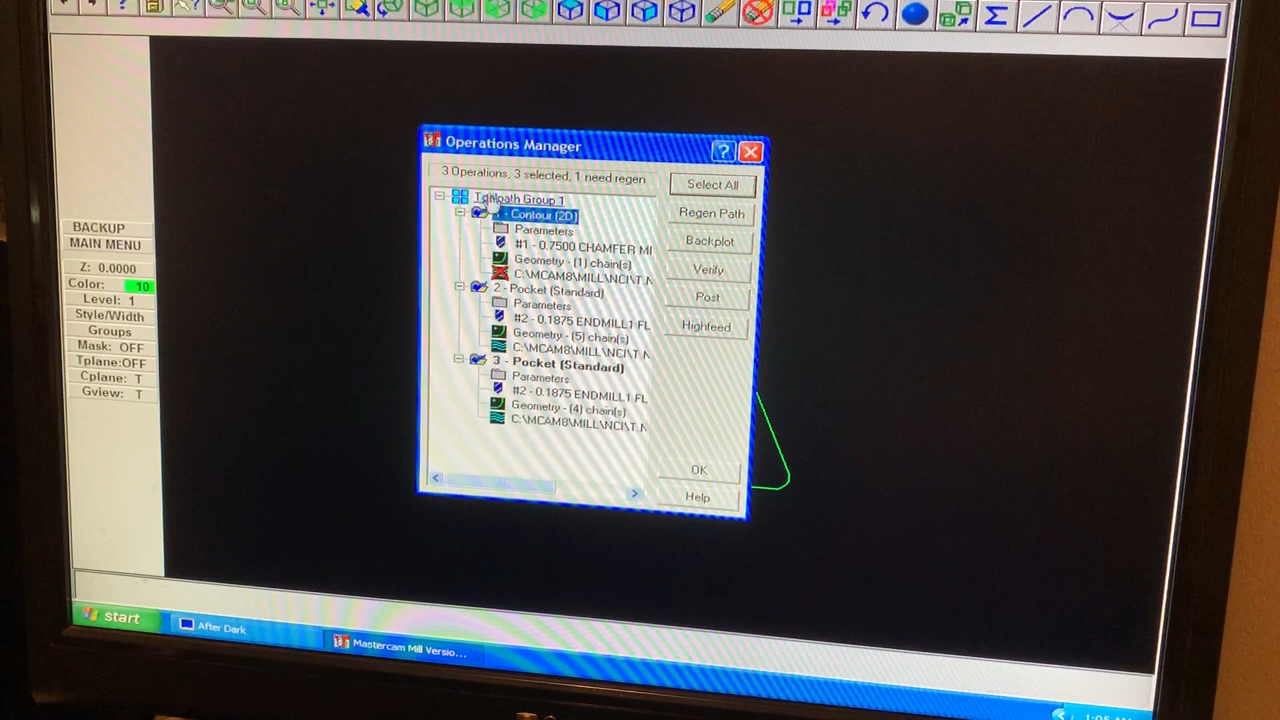 Operations Manager
3 Operations, 3 selected, 1 need regen
Select All
Toolpath Group 1
- Contour (2D)
Regen Path
Parameters
#1 - 0.7500 CHAMFER MI
Backplot
Geometry - (1) chain(s)
C:\MCAM8\MILL\NCI\T.N
Verify
2 - Pocket (Standard)
Parameters
Post
#2 - 0.1875 ENDMILL1 FL
Highfeed
Geometry - (5) chain(s)
C:\MCAM8\MILL\NCI\T.N
3 - Pocket (Standard)
Parameters
#2 - 0.1875 ENDMILL1 FL
Geometry - (4) chain(s)
C:\MCAM8\MILL\NCI\T.N
OK
Help
BACKUP
MAIN MENU
Z: 0.0000
Color: 10
Level: 1
Style/Width
Groups
Mask: OFF
Tplane:OFF
Cplane: T
Gview: T
start
After Dark
Mastercam Mill Versio...